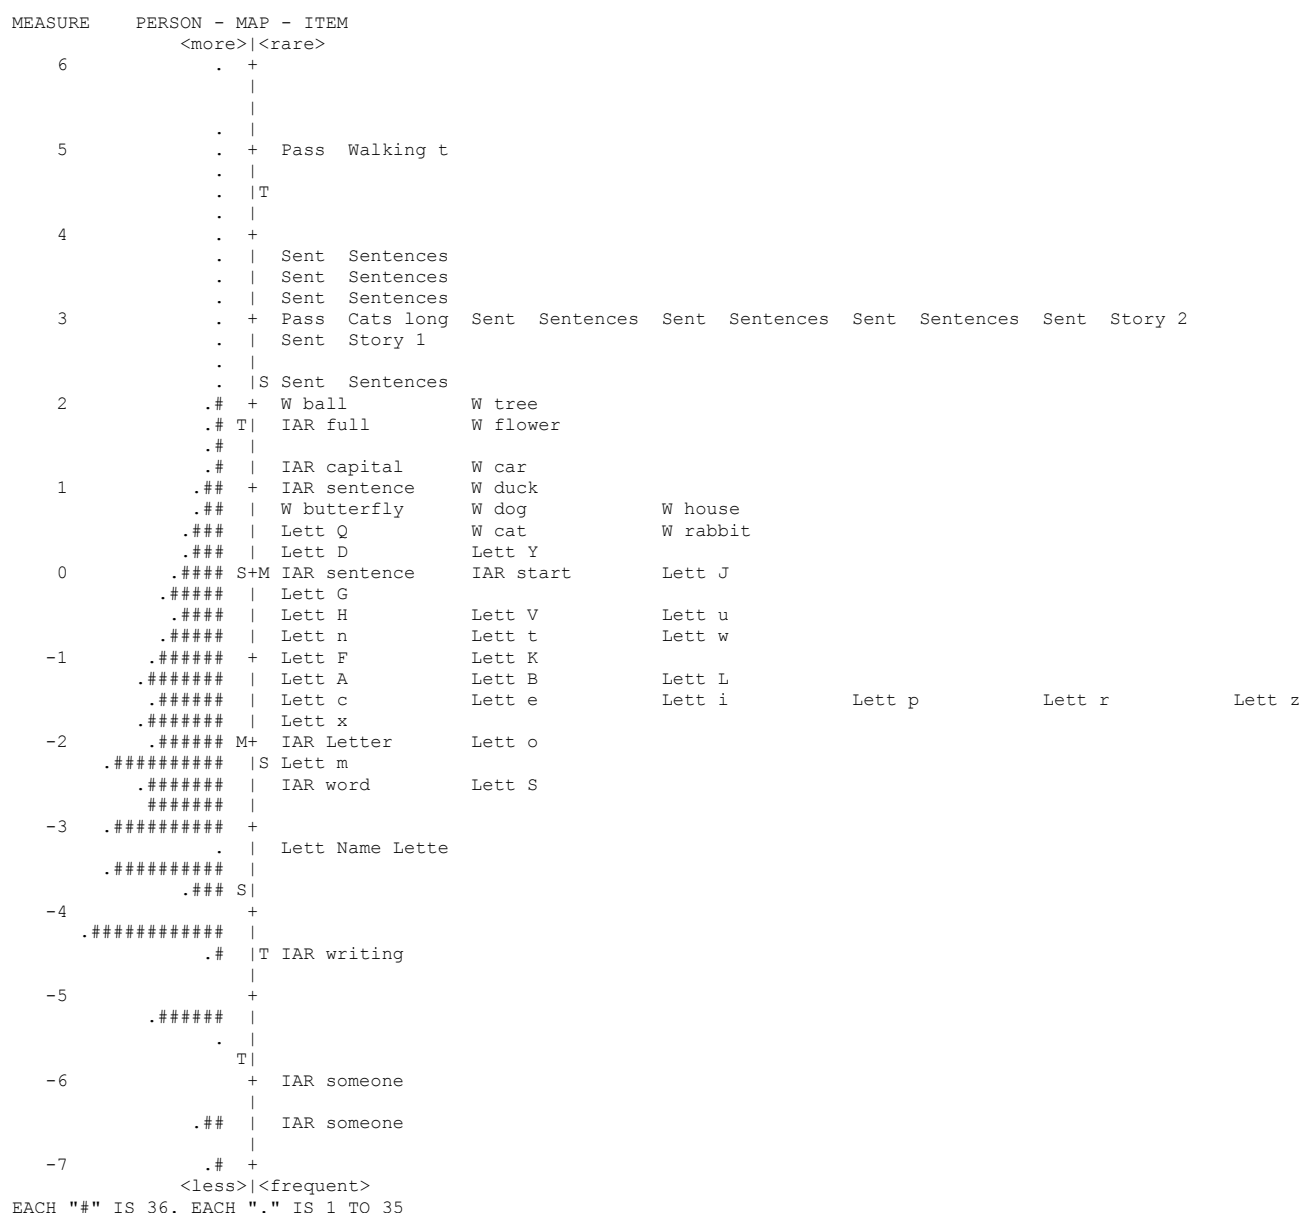 MEASURE PERSON - MAP - ITEM
<more>|<rare>
6 . +
|
|
. |
5 . + Pass Walking t
. |
. |T
. |
4 . +
. | Sent Sentences
. | Sent Sentences
. | Sent Sentences
3 . + Pass Cats long Sent Sentences Sent Sentences Sent Sentences Sent Story 2
. | Sent Story 1
. |
. |S Sent Sentences
2 .# + W ball W tree
.# T| IAR full W flower
.# |
.# | IAR capital W car
1 .## + IAR sentence W duck
.## | W butterfly W dog W house
.### | Lett Q W cat W rabbit
.### | Lett D Lett Y
0 .#### S+M IAR sentence IAR start Lett J
.##### | Lett G
.#### | Lett H Lett V Lett u
.##### | Lett n Lett t Lett w
-1 .###### + Lett F Lett K
.####### | Lett A Lett B Lett L
.###### | Lett c Lett e Lett i Lett p Lett r Lett z
.####### | Lett x
-2 .###### M+ IAR Letter Lett o
.########## |S Lett m
.####### | IAR word Lett S
####### |
-3 .########## +
. | Lett Name Lette
.########## |
.### S|
-4 +
.############ |
.# |T IAR writing
|
-5 +
.###### |
. |
T|
-6 + IAR someone
|
.## | IAR someone
|
-7 .# +
<less>|<frequent>
EACH "#" IS 36. EACH "." IS 1 TO 35